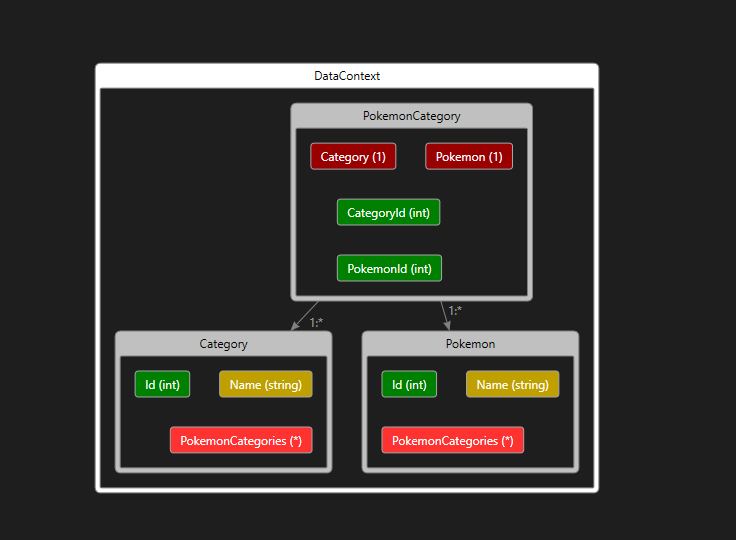 DataContext
PokemonCategory
Category (1)
Pokemon (1)
CategoryId (int)
PokemonId (int)
1:*
1:*
Category
Id (int)
Name (string)
PokemonCategories (*)
Pokemon
Id (int)
Name (string)
PokemonCategories (*)